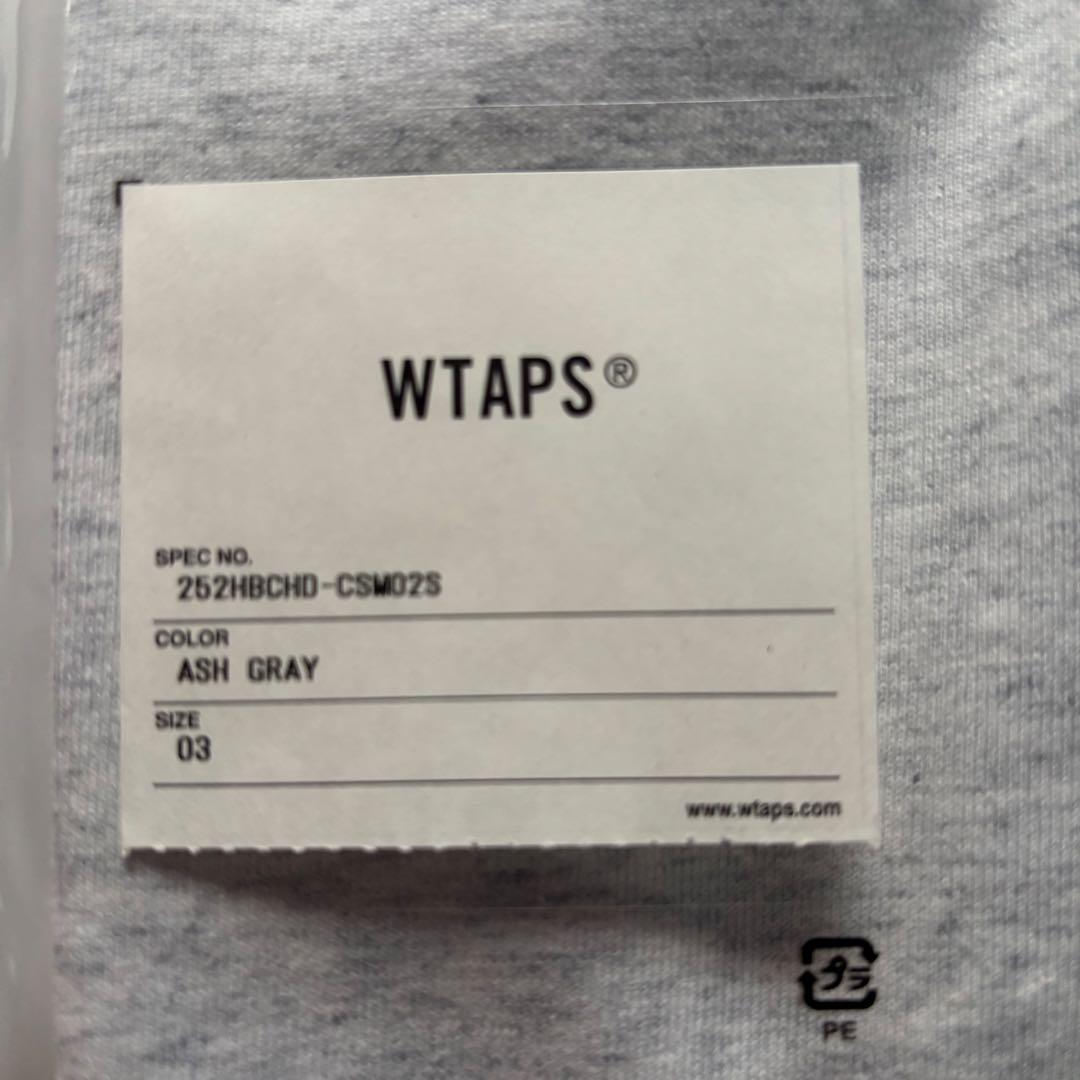 WTAPS®
SPEC NO.
252HBCHD-CSM02S
COLOR
ASH GRAY
SIZE
03
www.wtaps.com
プラ
PE